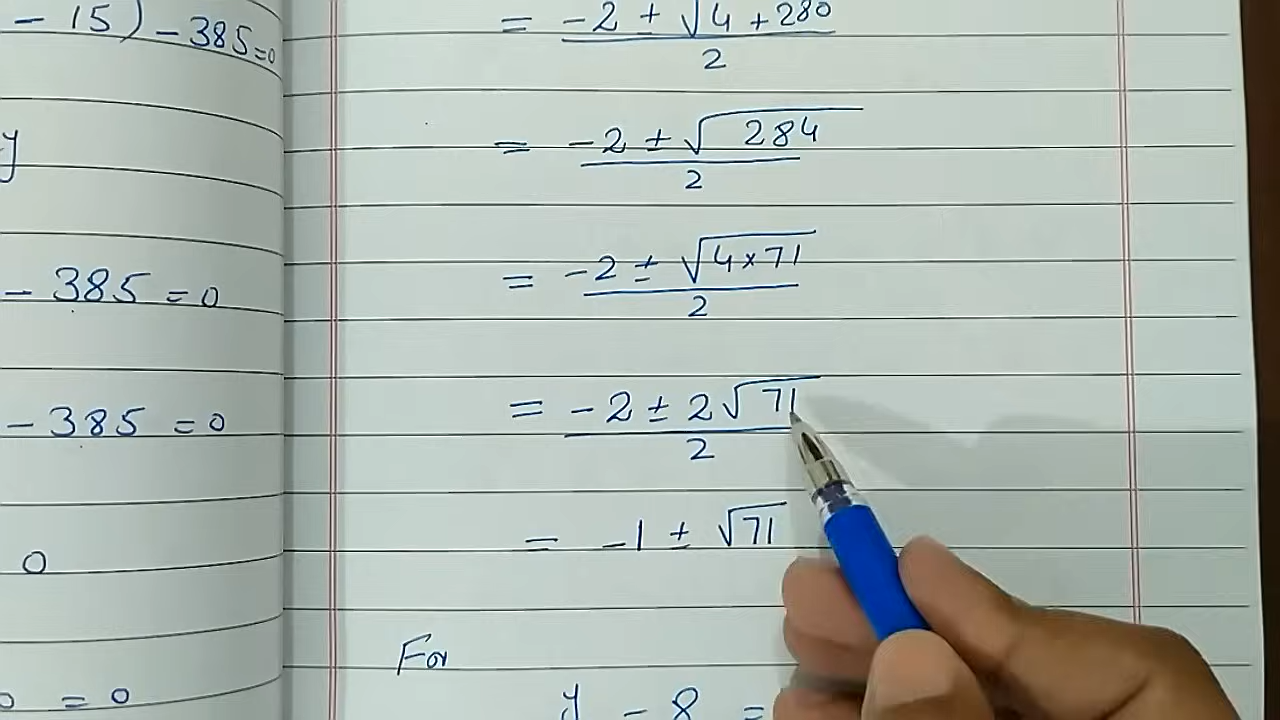 - 15) - 385 = 0
y
- 385 = 0
- 385 = 0
0
= 0
= (-2 ± √(4 + 280))/2
= (-2 ± √284)/2
= (-2 ± √(4 × 71))/2
= (-2 ± 2√71)/2
= -1 ± √71
For
y - 8 =